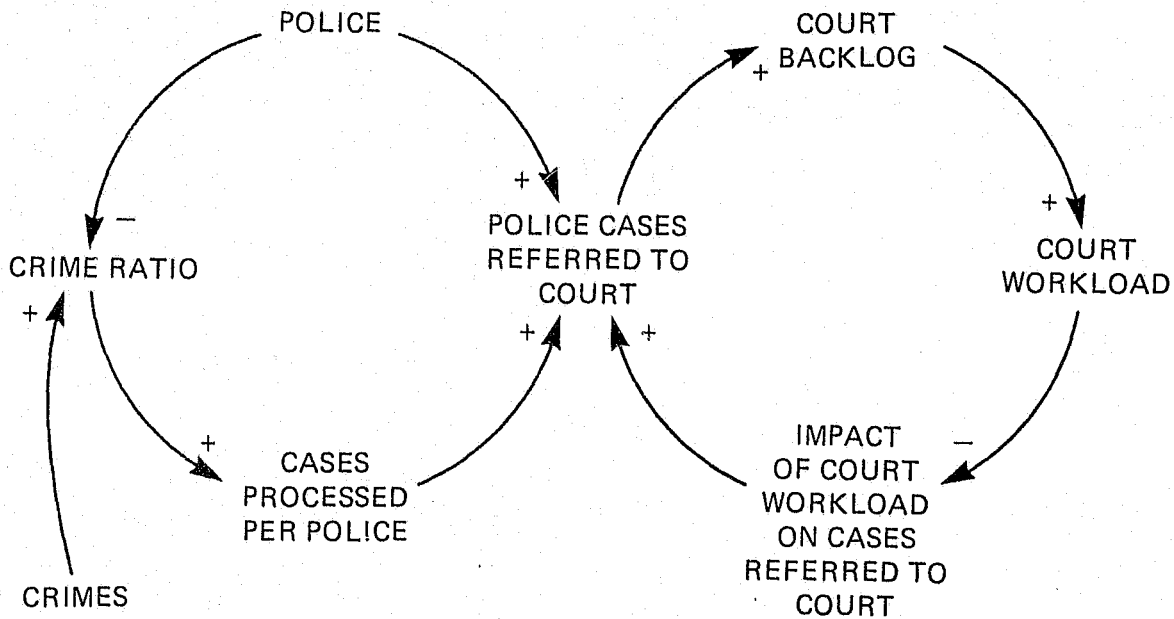 POLICE
COURT
BACKLOG
+
+
–
+
POLICE CASES
REFERRED TO
COURT
COURT
WORKLOAD
CRIME RATIO
+
+
+
+
CASES
PROCESSED
PER POLICE
IMPACT
OF COURT
WORKLOAD
ON CASES
REFERRED TO
COURT
–
CRIMES